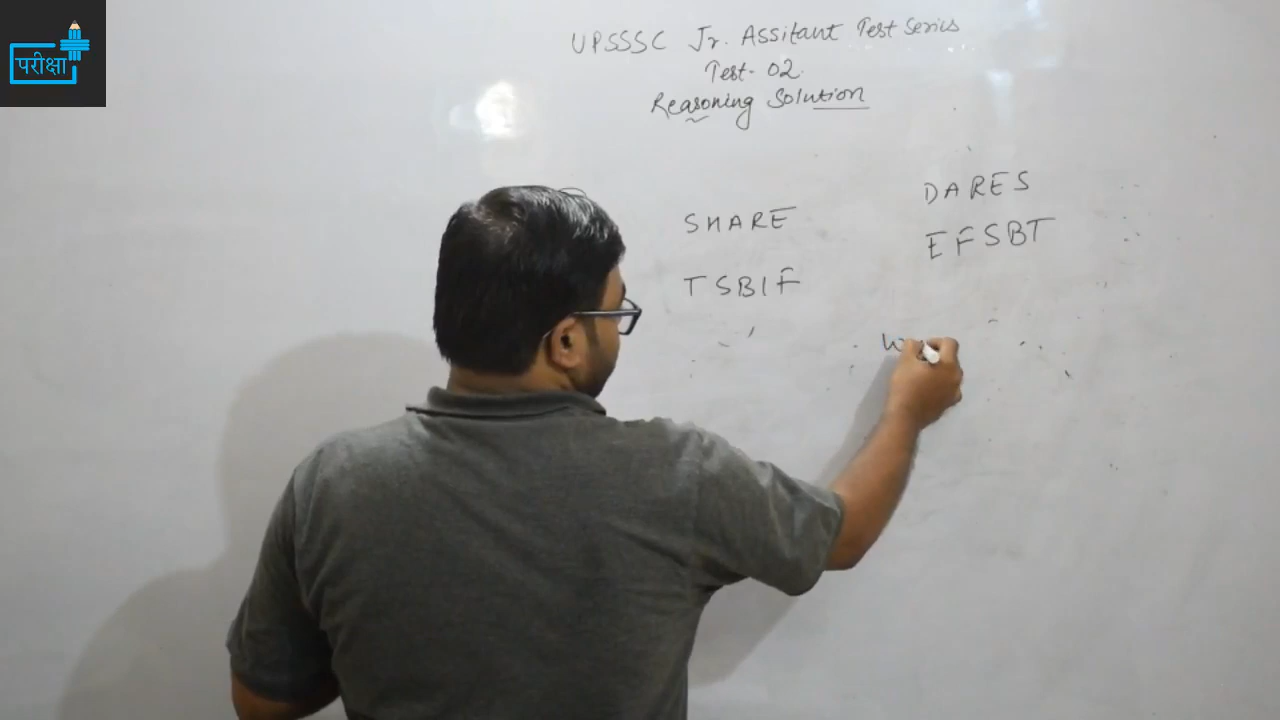 परीक्षा
UPSSSC Jr. Assitant Test Series
Test- 02.
Reasoning Solution
SHARE
TSBIF
DARES
EFSBT